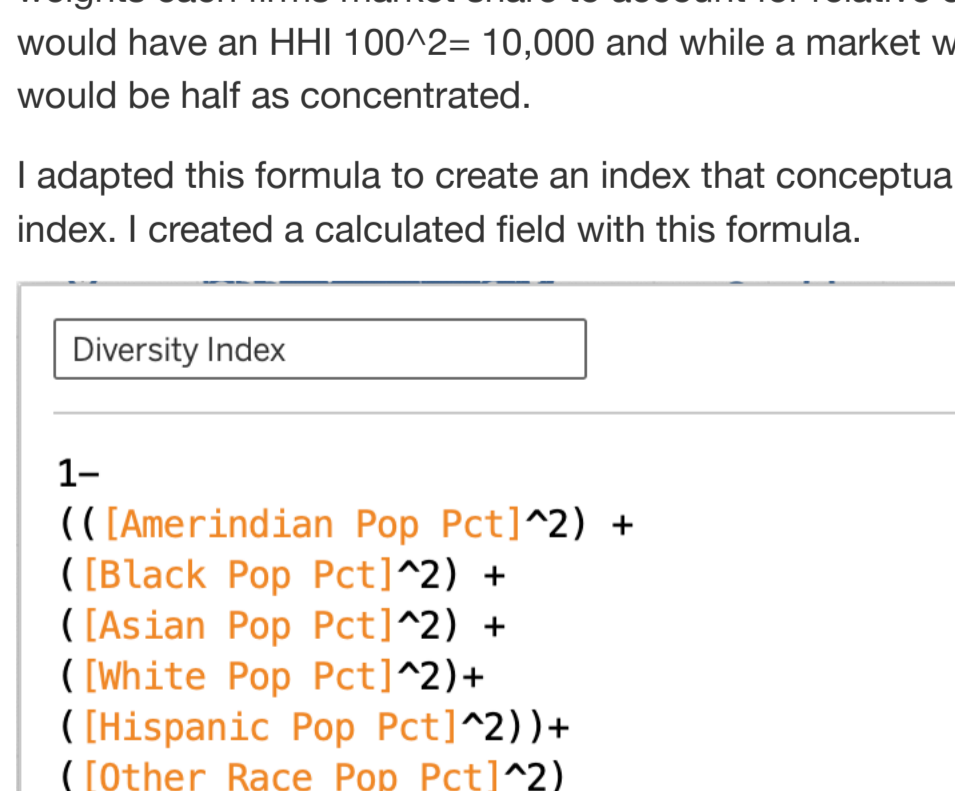 would have an HHI 100^2= 10,000 and while a market
would be half as concentrated.
I adapted this formula to create an index that
index. I created a calculated field with this formula.
Diversity Index
1–
(([Amerindian Pop Pct]^2) +
([Black Pop Pct]^2) +
([Asian Pop Pct]^2) +
([White Pop Pct]^2)+
([Hispanic Pop Pct]^2))+
([Other Race Pop Pct]^2)